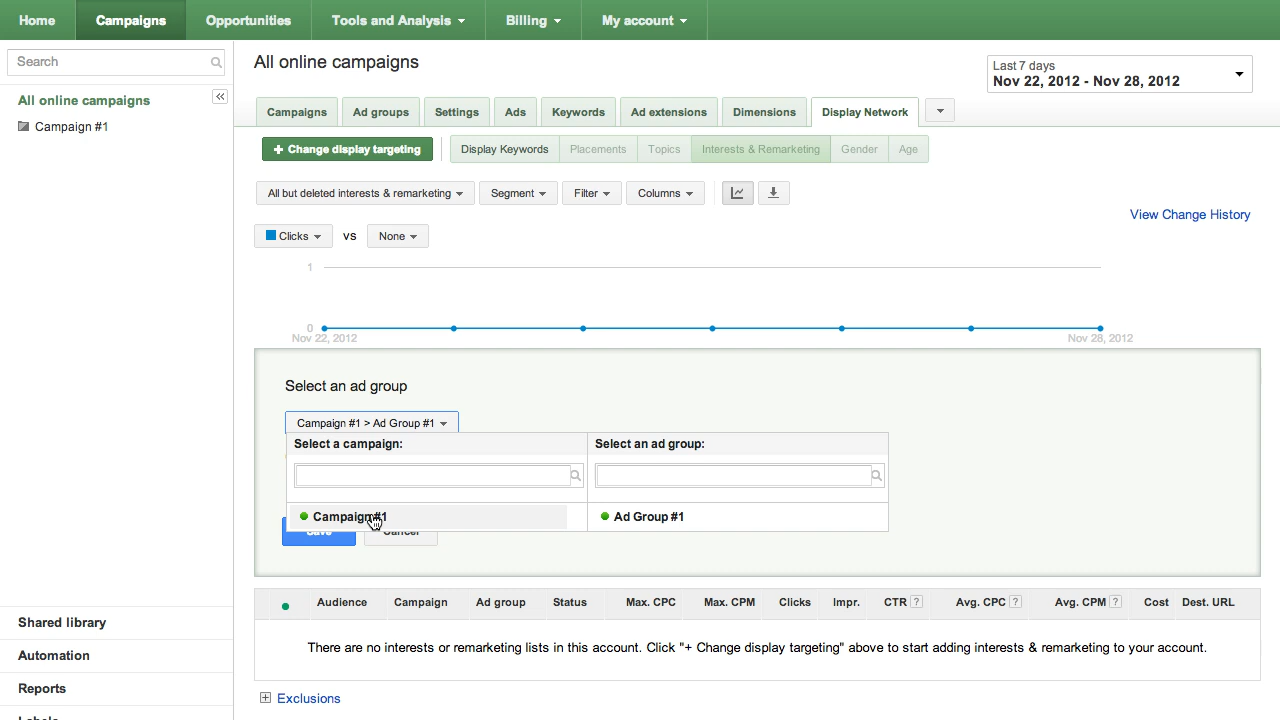 Home Campaigns Opportunities Tools and Analysis Billing My account
Search
All online campaigns
Campaign #1
All online campaigns
Last 7 days
Nov 22, 2012 - Nov 28, 2012
Campaigns Ad groups Settings Ads Keywords Ad extensions Dimensions Display Network
+ Change display targeting Display Keywords Placements Topics Interests & Remarketing Gender Age
All but deleted interests & remarketing Segment Filter Columns
View Change History
Clicks vs None
1
0
Nov 22, 2012 Nov 28, 2012
Select an ad group
Campaign #1 > Ad Group #1
Select a campaign: Select an ad group:
Campaign #1 Ad Group #1
Save Cancel
Audience Campaign Ad group Status Max. CPC Max. CPM Clicks Impr. CTR ? Avg. CPC ? Avg. CPM ? Cost Dest. URL
There are no interests or remarketing lists in this account. Click "+ Change display targeting" above to start adding interests & remarketing to your account.
Exclusions
Shared library
Automation
Reports
Labels